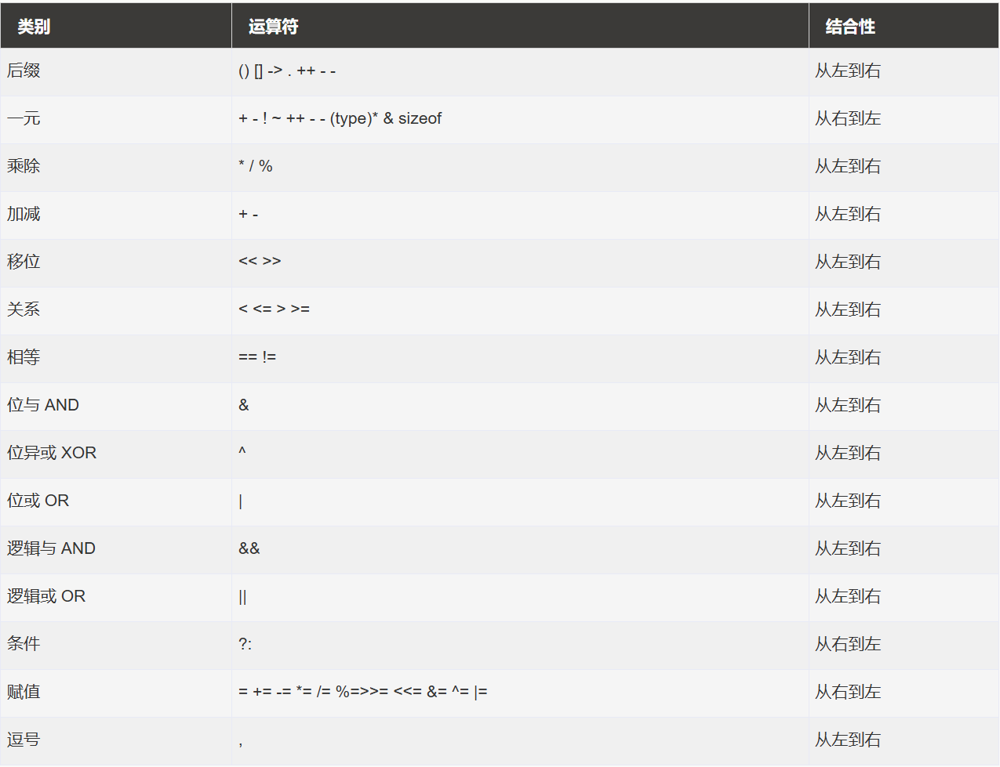 类别 运算符 结合性
后缀 () [] -> . ++ - - 从左到右
一元 + - ! ~ ++ - - (type)* & sizeof 从右到左
乘除 * / % 从左到右
加减 + - 从左到右
移位 << >> 从左到右
关系 < <= > >= 从左到右
相等 == != 从左到右
位与 AND & 从左到右
位异或 XOR ^ 从左到右
位或 OR | 从左到右
逻辑与 AND && 从左到右
逻辑或 OR || 从左到右
条件 ?: 从右到左
赋值 = += -= *= /= %=>>= <<= &= ^= |= 从右到左
逗号 , 从左到右